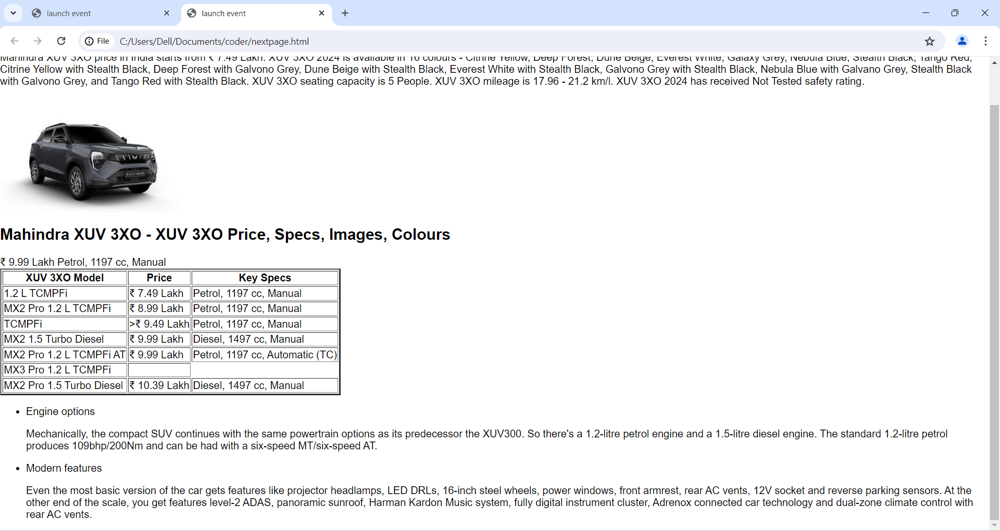 launch event
launch event
File
C:/Users/Dell/Documents/coder/nextpage.html
Mahindra XUV 3XO price in India starts from ₹ 7.49 Lakh. XUV 3XO 2024 is available in 16 colours - Citrine Yellow, Deep Forest, Dune Beige, Everest White, Galaxy Grey, Nebula Blue, Stealth Black, Tango Red,
Citrine Yellow with Stealth Black, Deep Forest with Galvono Grey, Dune Beige with Stealth Black, Everest White with Stealth Black, Galvono Grey with Stealth Black, Nebula Blue with Galvano Grey, Stealth Black
with Galvono Grey, and Tango Red with Stealth Black. XUV 3XO seating capacity is 5 People. XUV 3XO mileage is 17.96 - 21.2 km/l. XUV 3XO 2024 has received Not Tested safety rating.
XUV 3XO
Mahindra XUV 3XO - XUV 3XO Price, Specs, Images, Colours
₹ 9.99 Lakh Petrol, 1197 cc, Manual
XUV 3XO Model Price Key Specs
1.2 L TCMPFi ₹ 7.49 Lakh Petrol, 1197 cc, Manual
MX2 Pro 1.2 L TCMPFi ₹ 8.99 Lakh Petrol, 1197 cc, Manual
TCMPFi >₹ 9.49 Lakh Petrol, 1197 cc, Manual
MX2 1.5 Turbo Diesel ₹ 9.99 Lakh Diesel, 1497 cc, Manual
MX2 Pro 1.2 L TCMPFi AT ₹ 9.99 Lakh Petrol, 1197 cc, Automatic (TC)
MX3 Pro 1.2 L TCMPFi
MX2 Pro 1.5 Turbo Diesel ₹ 10.39 Lakh Diesel, 1497 cc, Manual
• Engine options
Mechanically, the compact SUV continues with the same powertrain options as its predecessor the XUV300. So there's a 1.2-litre petrol engine and a 1.5-litre diesel engine. The standard 1.2-litre petrol
produces 109bhp/200Nm and can be had with a six-speed MT/six-speed AT.
• Modern features
Even the most basic version of the car gets features like projector headlamps, LED DRLs, 16-inch steel wheels, power windows, front armrest, rear AC vents, 12V socket and reverse parking sensors. At the
other end of the scale, you get features level-2 ADAS, panoramic sunroof, Harman Kardon Music system, fully digital instrument cluster, Adrenox connected car technology and dual-zone climate control with
rear AC vents.